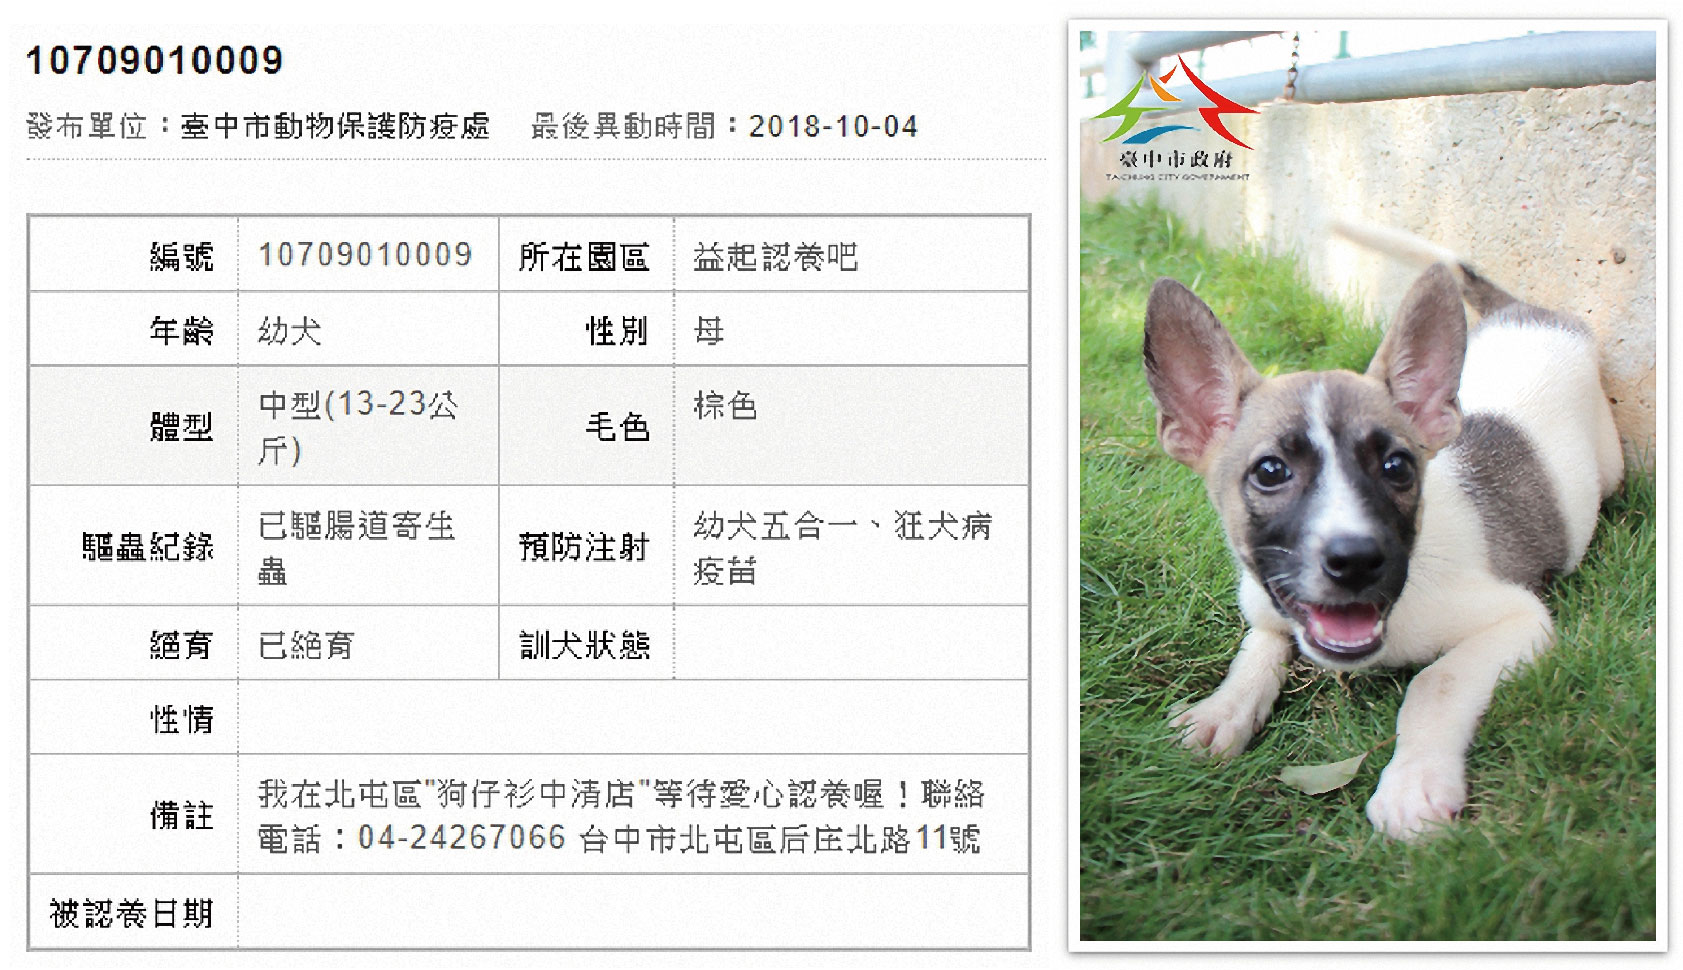 10709010009
發布單位：臺中市動物保護防疫處 最後異動時間：2018-10-04
編號 10709010009 所在園區 益起認養吧
年齡 幼犬 性別 母
體型 中型(13-23公
斤) 毛色 棕色
驅蟲紀錄 已驅腸道寄生
蟲 預防注射 幼犬五合一、狂犬病
疫苗
絕育 已絕育 訓犬狀態
性情
備註 我在北屯區"狗仔衫中清店"等待愛心認養喔！聯絡
電話：04-24267066 台中市北屯區后庄北路11號
被認養日期
臺中市政府
TAICHUNG CITY GOVERNMENT